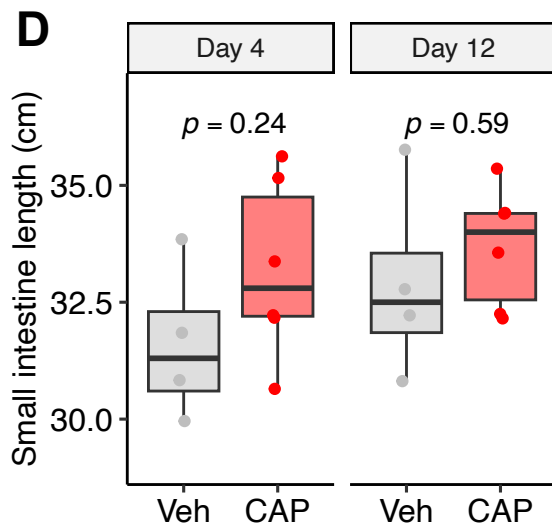 D
Day 4
Day 12
p = 0.24
p = 0.59
Small intestine length (cm)
35.0
32.5
30.0
Veh
CAP
Veh
CAP